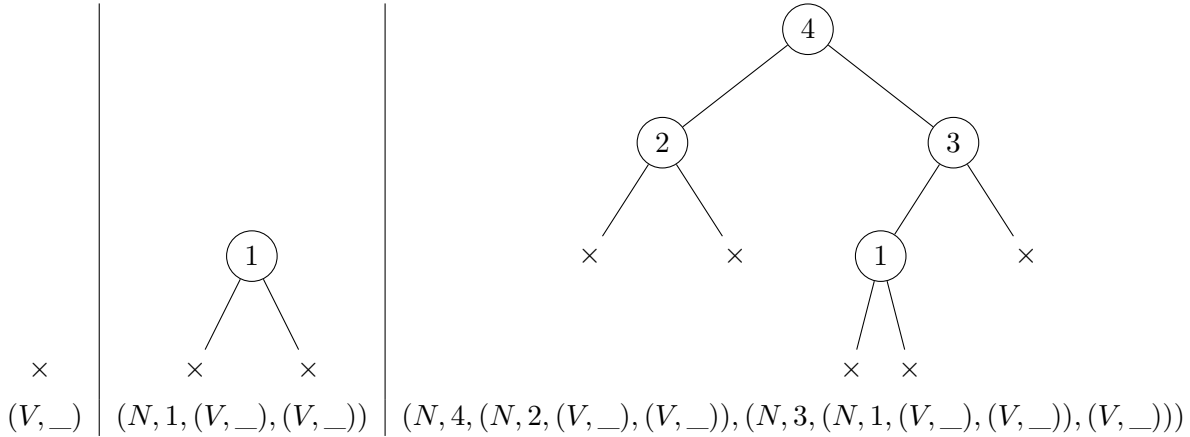 4
2 3
× × 1 ×
1
× × × × ×
(V, _) (N, 1, (V, _), (V, _)) (N, 4, (N, 2, (V, _), (V, _)), (N, 3, (N, 1, (V, _), (V, _)), (V, _)))